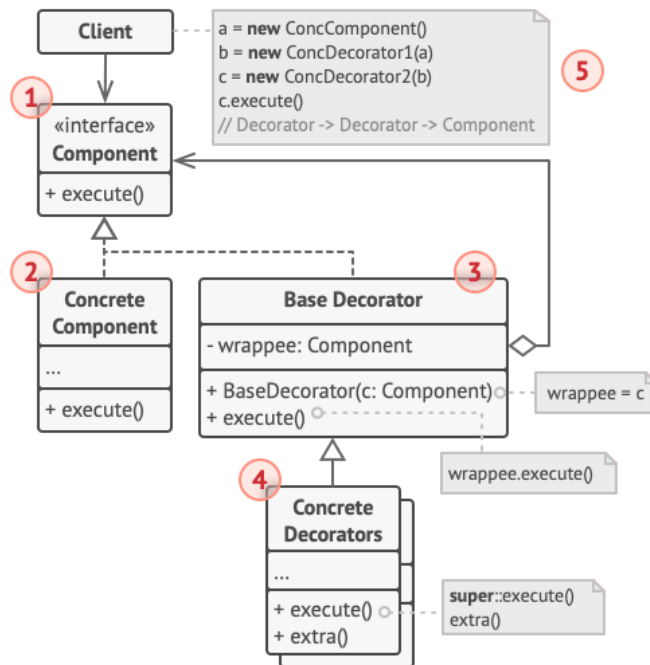 Client
a = new ConcComponent()
b = new ConcDecorator1(a)
c = new ConcDecorator2(b)
c.execute()
// Decorator -> Decorator -> Component
5
1
«interface»
Component
+ execute()
2
Concrete
Component
...
+ execute()
3
Base Decorator
- wrappee: Component
+ BaseDecorator(c: Component)
+ execute()
wrappee = c
wrappee.execute()
4
Concrete
Decorators
...
+ execute()
+ extra()
super::execute()
extra()